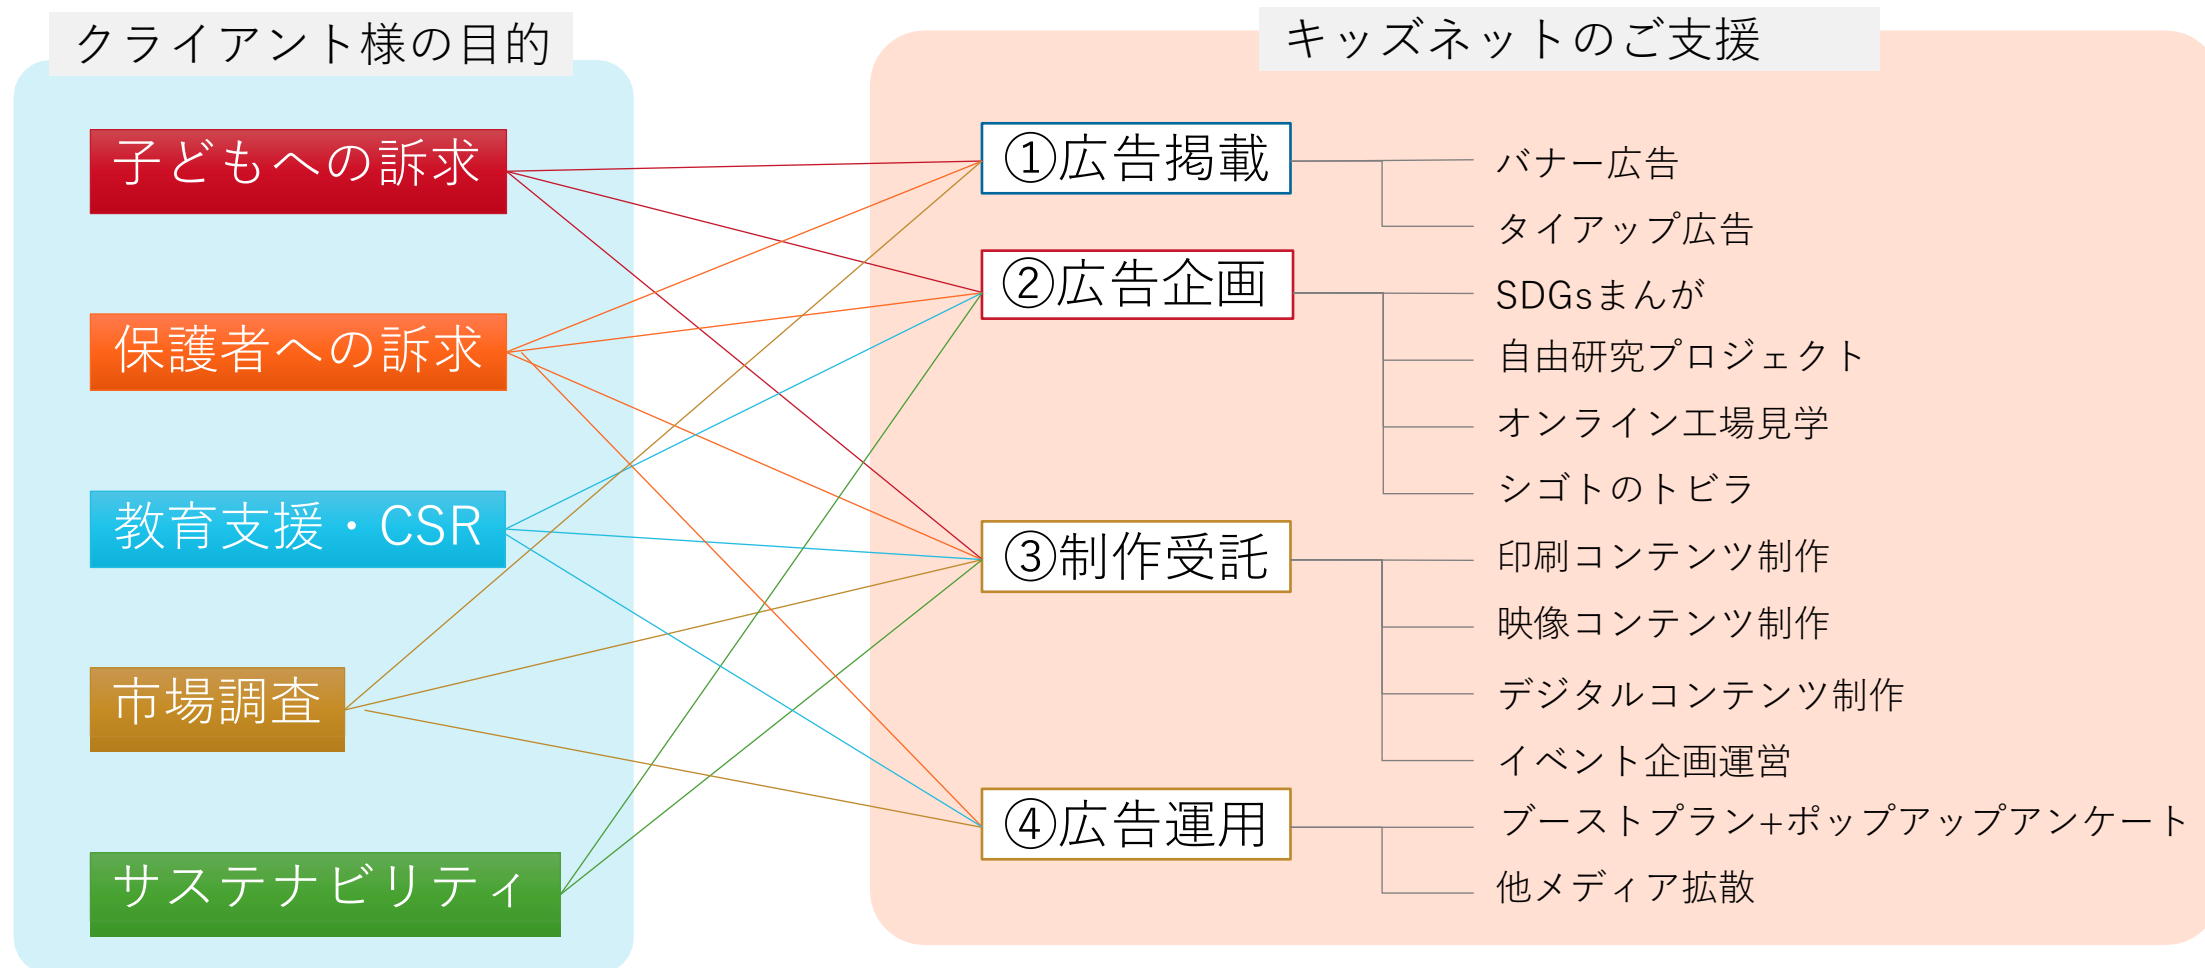 クライアント様の目的
キッズネットのご支援
子どもへの訴求
保護者への訴求
教育支援・CSR
市場調査
サステナビリティ
①広告掲載
バナー広告
タイアップ広告
②広告企画
SDGsまんが
自由研究プロジェクト
オンライン工場見学
シゴトのトビラ
③制作受託
印刷コンテンツ制作
映像コンテンツ制作
デジタルコンテンツ制作
イベント企画運営
④広告運用
ブーストプラン+ポップアップアンケート
他メディア拡散